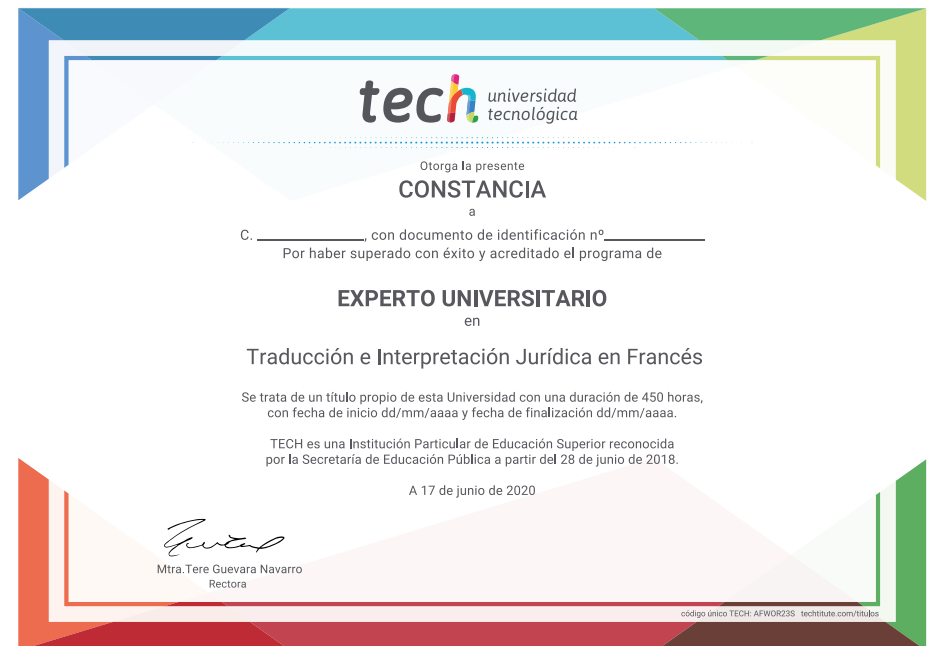 tech universidad
tecnológica
Otorga la presente
CONSTANCIA
a
C. ______________, con documento de identificación nº_____________
Por haber superado con éxito y acreditado el programa de
EXPERTO UNIVERSITARIO
en
Traducción e Interpretación Jurídica en Francés
Se trata de un título propio de esta Universidad con una duración de 450 horas,
con fecha de inicio dd/mm/aaaa y fecha de finalización dd/mm/aaaa.
TECH es una Institución Particular de Educación Superior reconocida
por la Secretaría de Educación Pública a partir del 28 de junio de 2018.
A 17 de junio de 2020
Mtra.Tere Guevara Navarro
Rectora
código único TECH: AFWOR23S techtitute.com/titulos